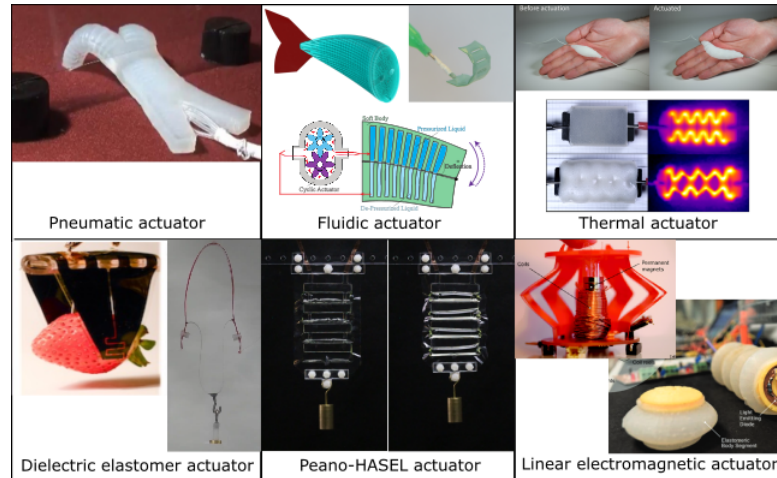 Before actuation
Actuated
Soft Body
Pressurized Liquid
Deflection
Cyclic Actuator
De-Pressurized Liquid
Pneumatic actuator
Fluidic actuator
Thermal actuator
Permanent
magnets
Light
Emitting
Diode
Elastomeric
Body Segment
Dielectric elastomer actuator
Peano-HASEL actuator
Linear electromagnetic actuator